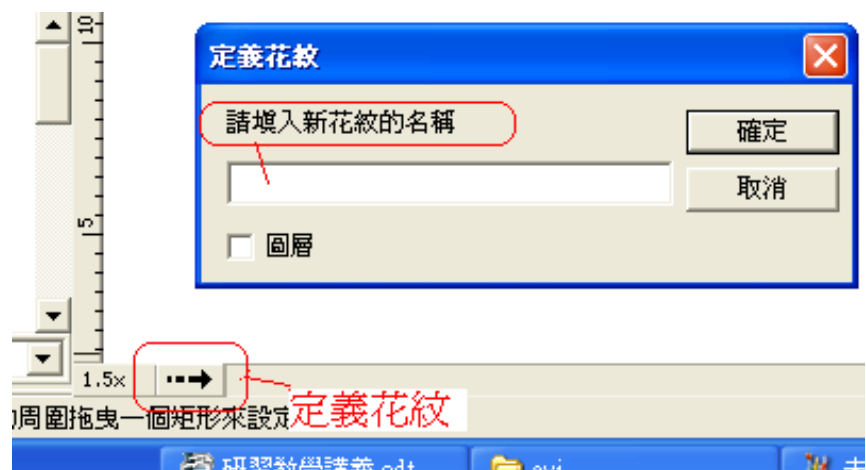 10
定義花紋
請填入新花紋的名稱
確定
取消
5
圖層
1.5x
周圍拖曳一個矩形來設定
定義花紋
研習教學講義.odt
avi